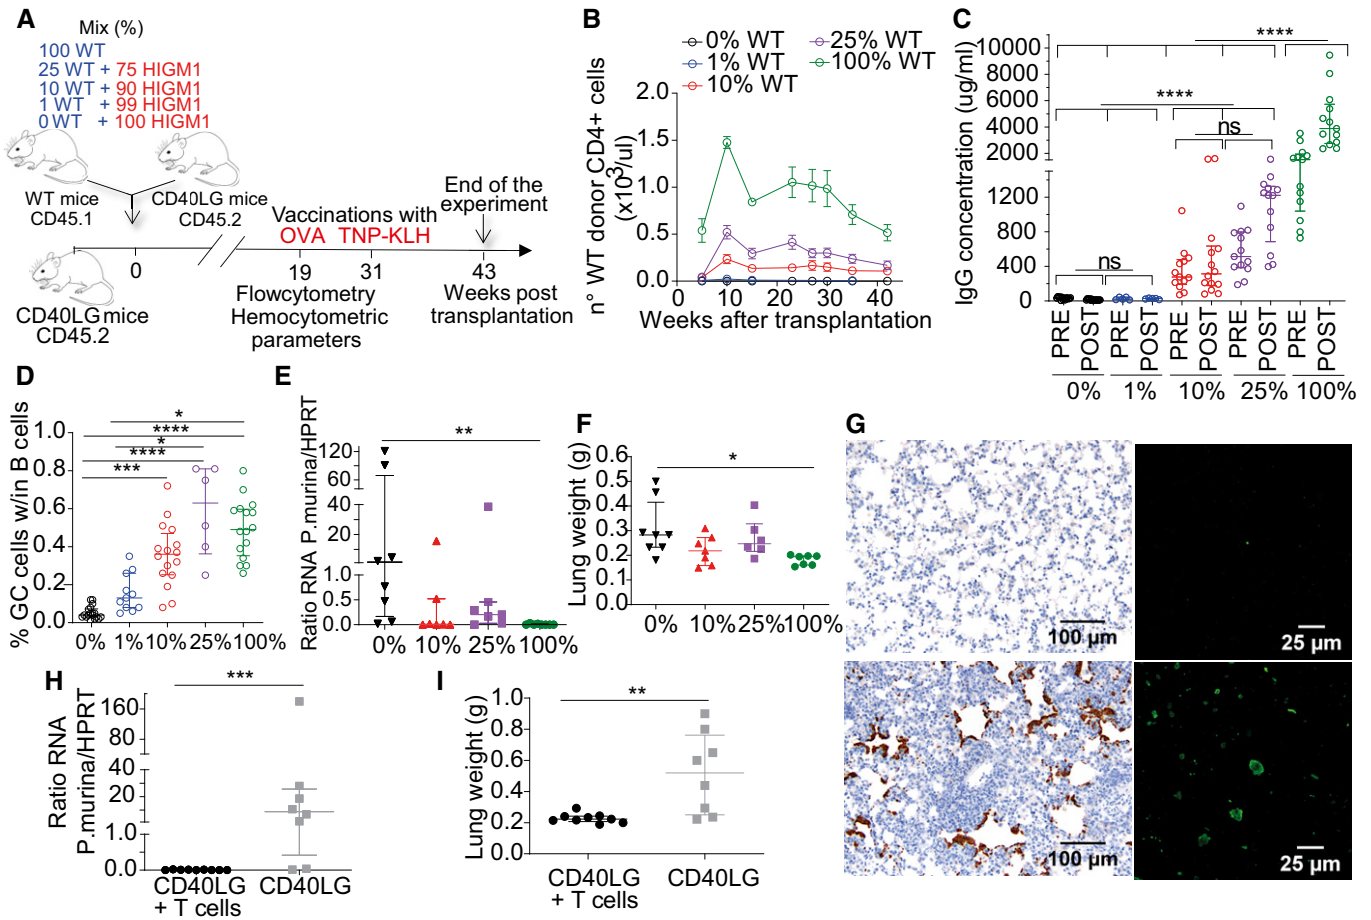 A
Mix (%)
100 WT
25 WT + 75 HIGM1
10 WT + 90 HIGM1
1 WT + 99 HIGM1
0 WT + 100 HIGM1
WT mice
CD45.1
CD40LG mice
CD45.2
CD40LG mice
CD45.2
Vaccinations with
OVA TNP-KLH
End of the
experiment
0
19
31
43
Flowcytometry
Hemocytometric
parameters
Weeks post
transplantation
B
0% WT
1% WT
10% WT
25% WT
100% WT
n° WT donor CD4+ cells
(x10³/ul)
2.0
1.5
1.0
0.5
0.0
0 10 20 30 40
Weeks after transplantation
C
IgG concentration (ug/ml)
10000
8000
6000
4000
2000
1200
800
400
0
****
****
ns
ns
PRE POST PRE POST PRE POST PRE POST PRE POST
0% 1% 10% 25% 100%
D
% GC cells w/in B cells
1.0
0.8
0.6
0.4
0.2
0.0
*
****
*
****
***
0% 1% 10% 25% 100%
E
Ratio RNA P.murina/HPRT
120
100
80
60
40
20
1.0
0.5
0.0
**
0% 10% 25% 100%
F
Lung weight (g)
0.6
0.5
0.4
0.3
0.2
0.1
0.0
*
0% 10% 25% 100%
G
100 µm
25 µm
100 µm
25 µm
H
Ratio RNA
P.murina/HPRT
160
80
40
20
1.0
0.0
***
CD40LG
+ T cells
CD40LG
I
Lung weight (g)
1.0
0.8
0.6
0.4
0.2
0.0
**
CD40LG
+ T cells
CD40LG